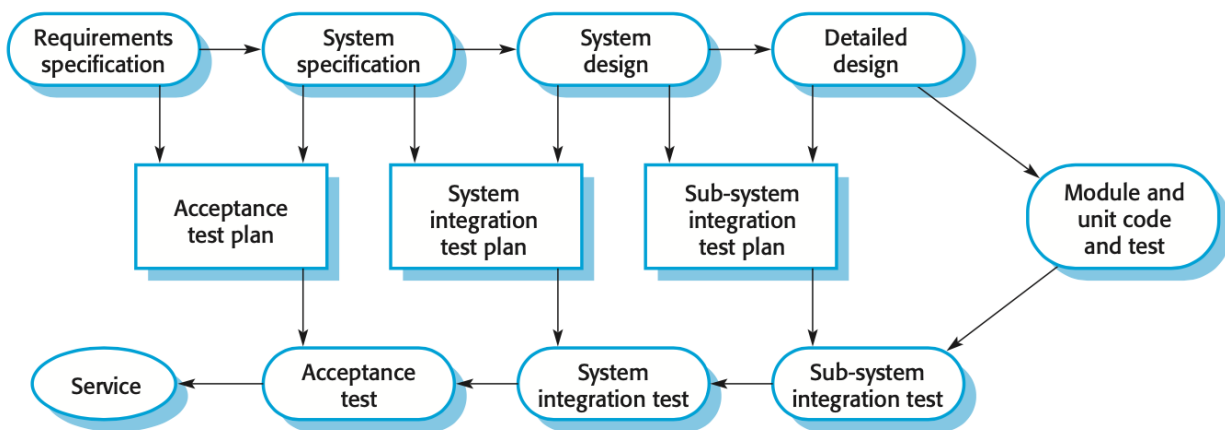 Requirements
specification
System
specification
System
design
Detailed
design
Acceptance
test plan
System
integration
test plan
Sub-system
integration
test plan
Module and
unit code
and test
Service
Acceptance
test
System
integration test
Sub-system
integration test